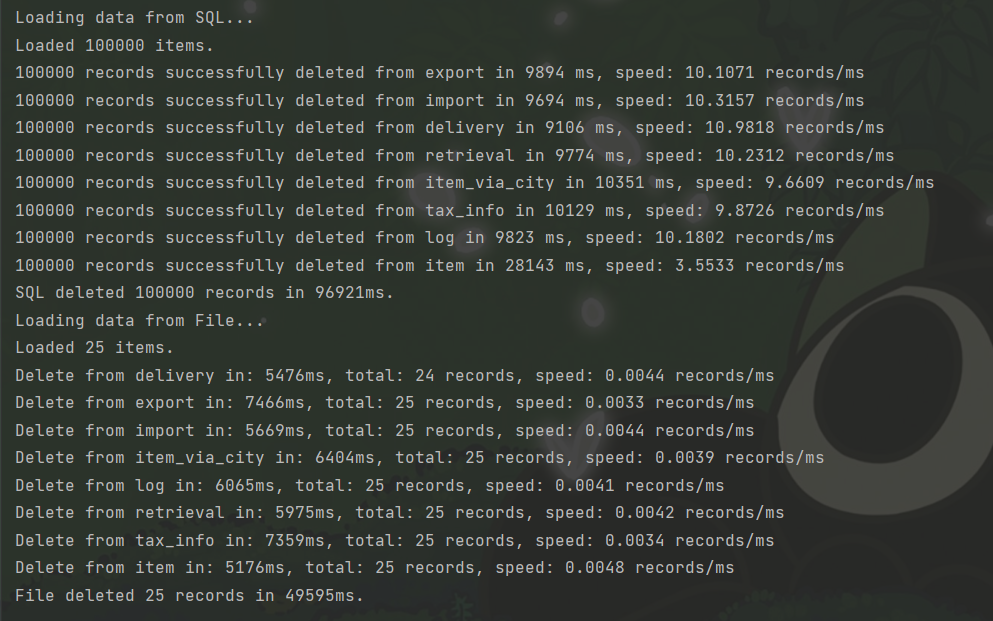 Loading data from SQL...
Loaded 100000 items.
100000 records successfully deleted from export in 9894 ms, speed: 10.1071 records/ms
100000 records successfully deleted from import in 9694 ms, speed: 10.3157 records/ms
100000 records successfully deleted from delivery in 9106 ms, speed: 10.9818 records/ms
100000 records successfully deleted from retrieval in 9774 ms, speed: 10.2312 records/ms
100000 records successfully deleted from item_via_city in 10351 ms, speed: 9.6609 records/ms
100000 records successfully deleted from tax_info in 10129 ms, speed: 9.8726 records/ms
100000 records successfully deleted from log in 9823 ms, speed: 10.1802 records/ms
100000 records successfully deleted from item in 28143 ms, speed: 3.5533 records/ms
SQL deleted 100000 records in 96921ms.
Loading data from File...
Loaded 25 items.
Delete from delivery in: 5476ms, total: 24 records, speed: 0.0044 records/ms
Delete from export in: 7466ms, total: 25 records, speed: 0.0033 records/ms
Delete from import in: 5669ms, total: 25 records, speed: 0.0044 records/ms
Delete from item_via_city in: 6404ms, total: 25 records, speed: 0.0039 records/ms
Delete from log in: 6065ms, total: 25 records, speed: 0.0041 records/ms
Delete from retrieval in: 5975ms, total: 25 records, speed: 0.0042 records/ms
Delete from tax_info in: 7359ms, total: 25 records, speed: 0.0034 records/ms
Delete from item in: 5176ms, total: 25 records, speed: 0.0048 records/ms
File deleted 25 records in 49595ms.